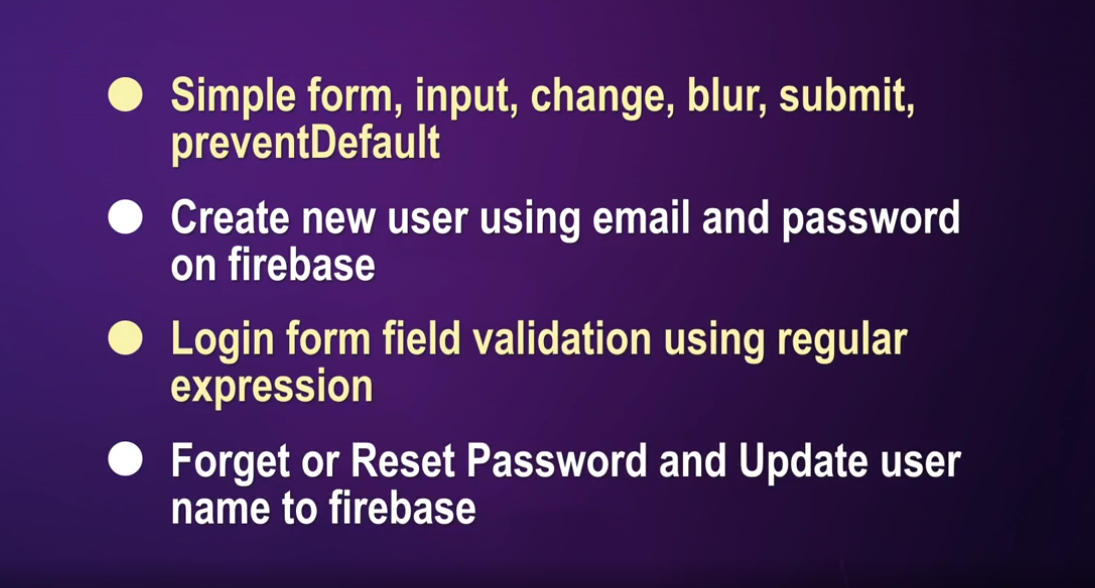 Simple form, input, change, blur, submit,
preventDefault
Create new user using email and password
on firebase
Login form field validation using regular
expression
Forget or Reset Password and Update user
name to firebase